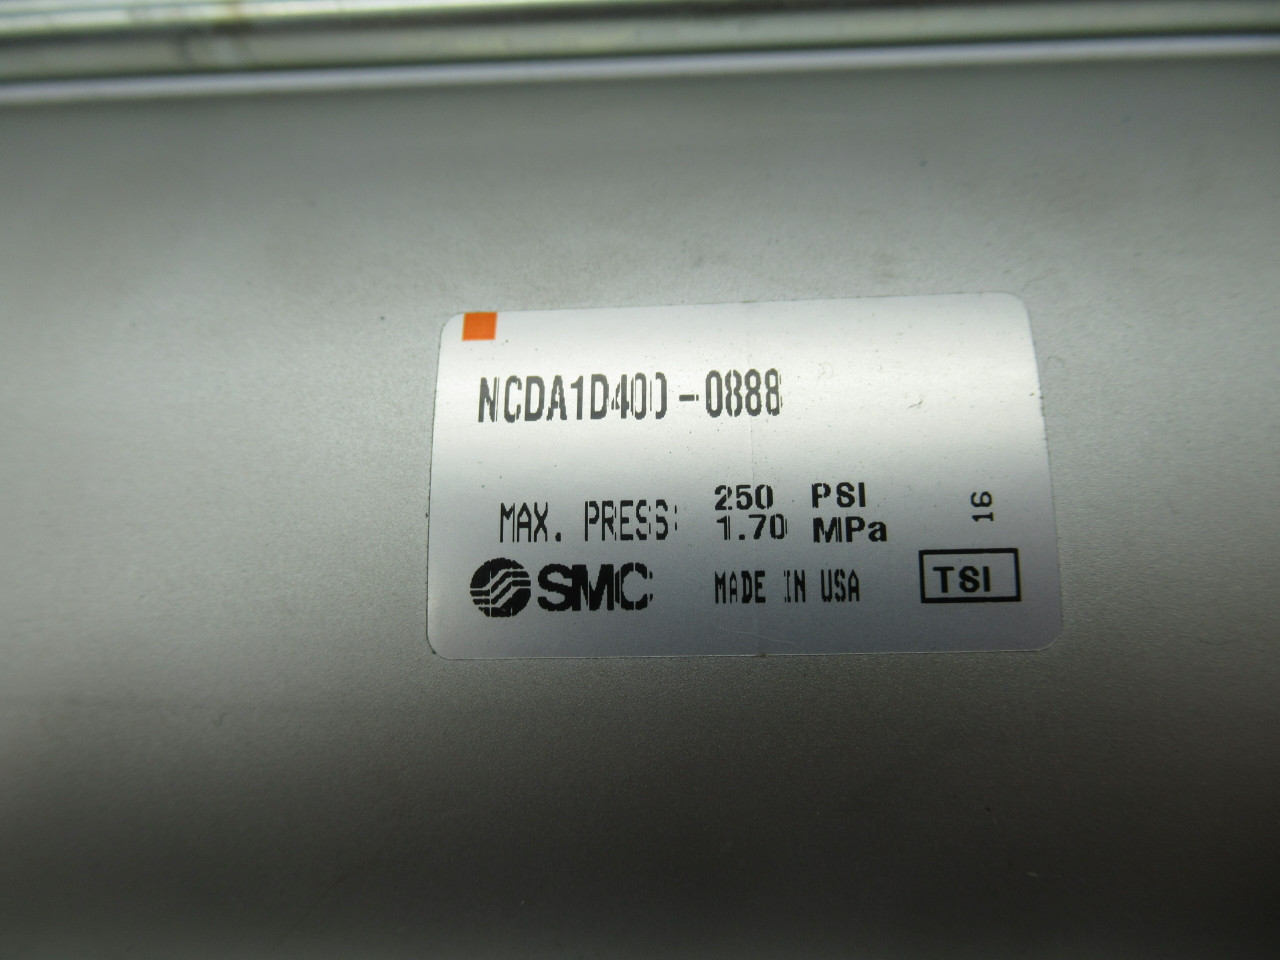 NCDA1D400-0888
MAX. PRESS: 250 PSI
1.70 MPa
16
SMC MADE IN USA TSI